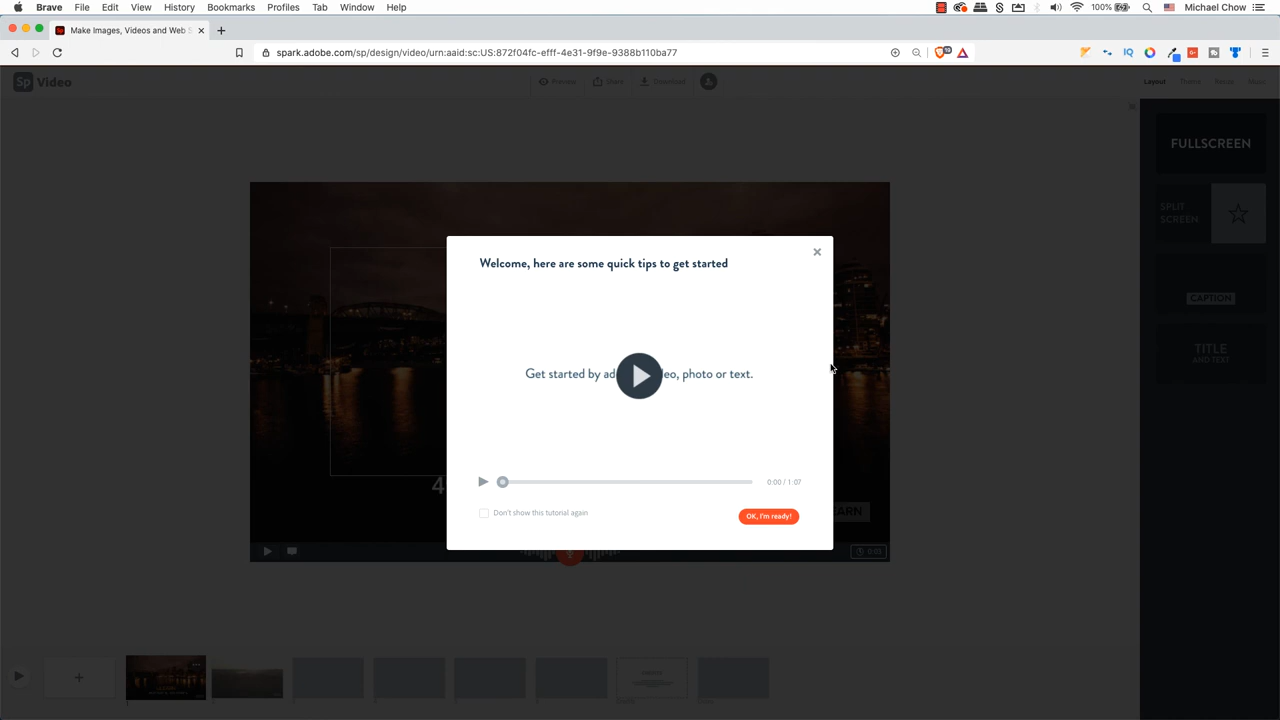 Brave File Edit View History Bookmarks Profiles Tab Window Help 100% Michael Chow
Make Images, Videos and Web S
spark.adobe.com/sp/design/video/urn:aaid:sc:US:872f04fc-efff-4e31-9f9e-9388b110ba77
Sp Video Preview Share Download Layout Theme Resize Music
FULLSCREEN
SPLIT
SCREEN
CAPTION
TITLE
AND TEXT
Welcome, here are some quick tips to get started
Get started by ad eo, photo or text.
0:00 / 1:07
Don't show this tutorial again
OK, I'm ready!
4
EARN
0:03